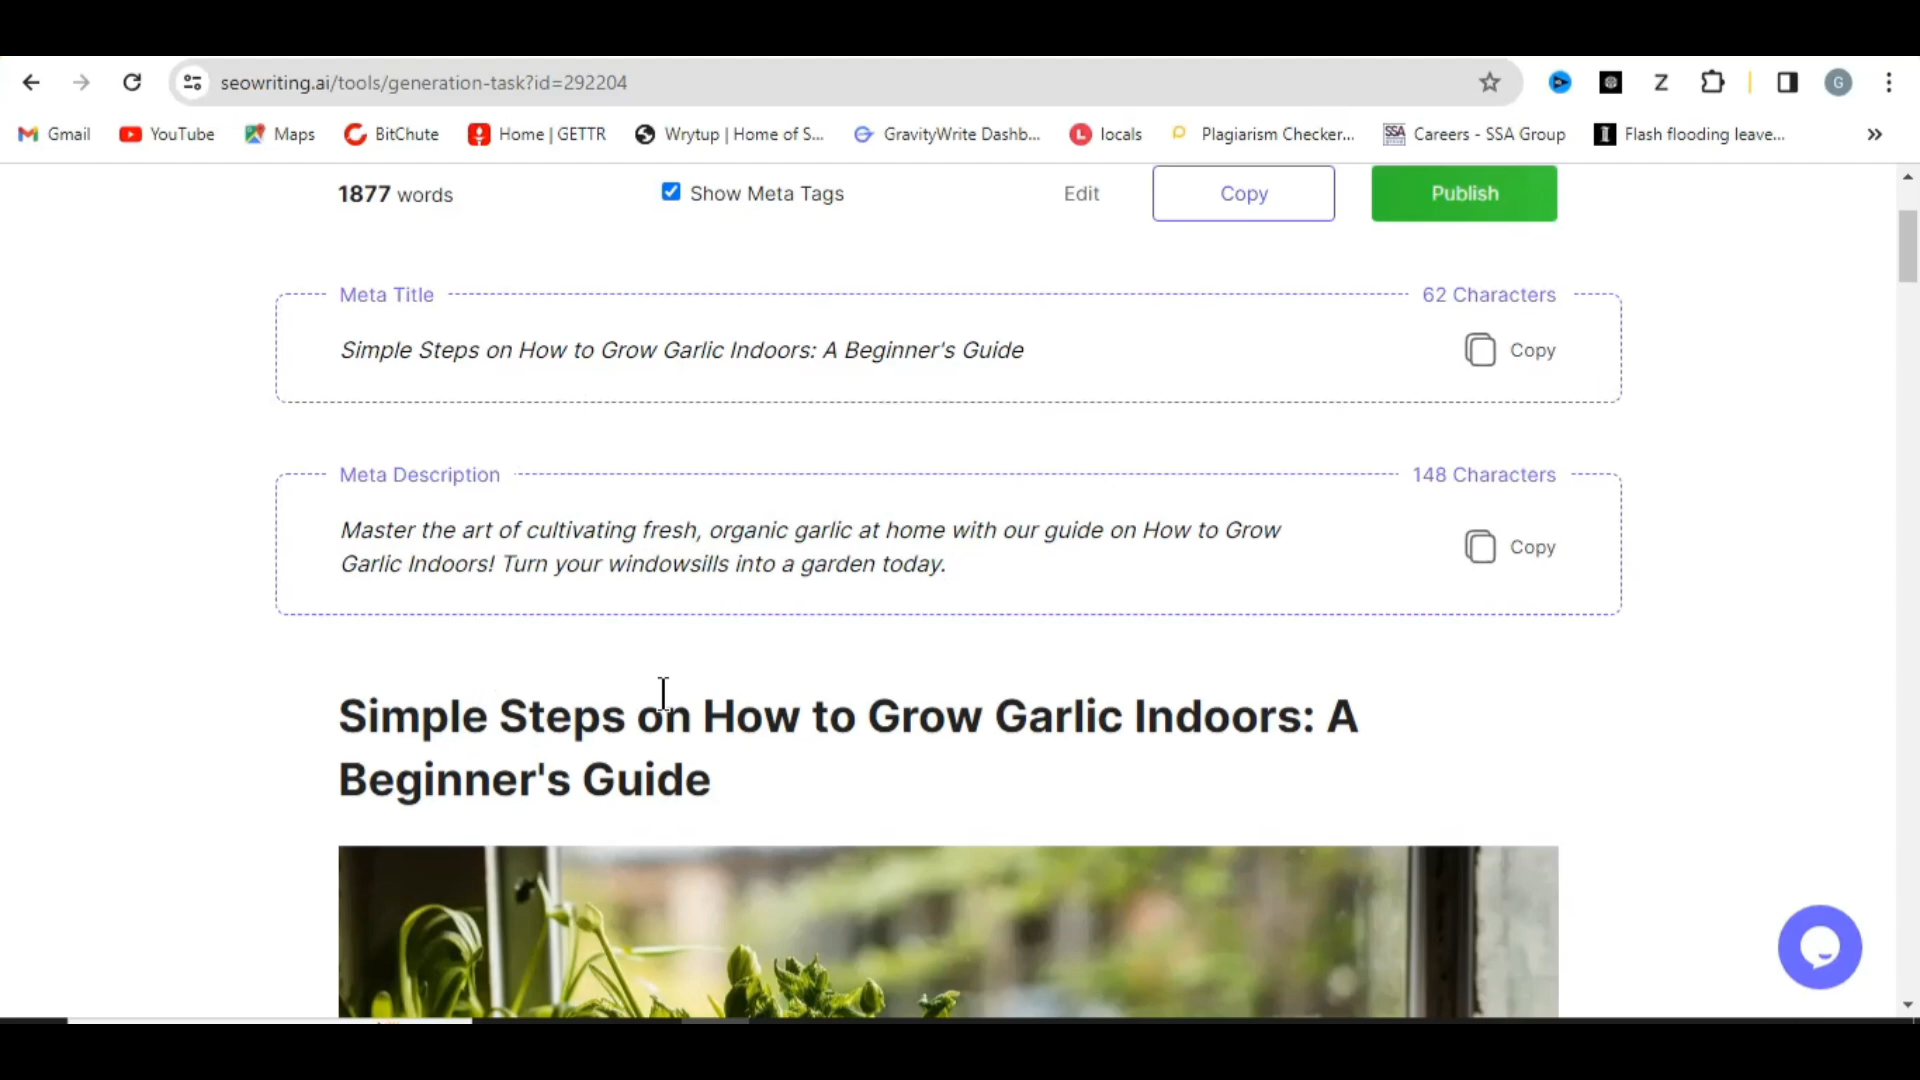 seowriting.ai/tools/generation-task?id=292204
G
Gmail YouTube Maps BitChute Home | GETTR Wrytup | Home of S... GravityWrite Dashb... locals Plagiarism Checker... SSA Careers - SSA Group Flash flooding leave... »
1877 words Show Meta Tags Edit Copy Publish
Meta Title 62 Characters
Simple Steps on How to Grow Garlic Indoors: A Beginner's Guide Copy
Meta Description 148 Characters
Master the art of cultivating fresh, organic garlic at home with our guide on How to Grow
Garlic Indoors! Turn your windowsills into a garden today.
Copy
Simple Steps on How to Grow Garlic Indoors: A
Beginner's Guide